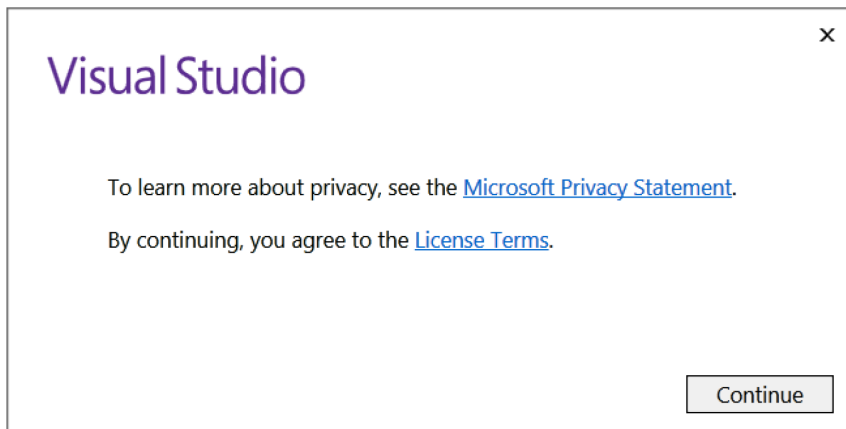 Visual Studio
To learn more about privacy, see the Microsoft Privacy Statement.
By continuing, you agree to the License Terms.
Continue